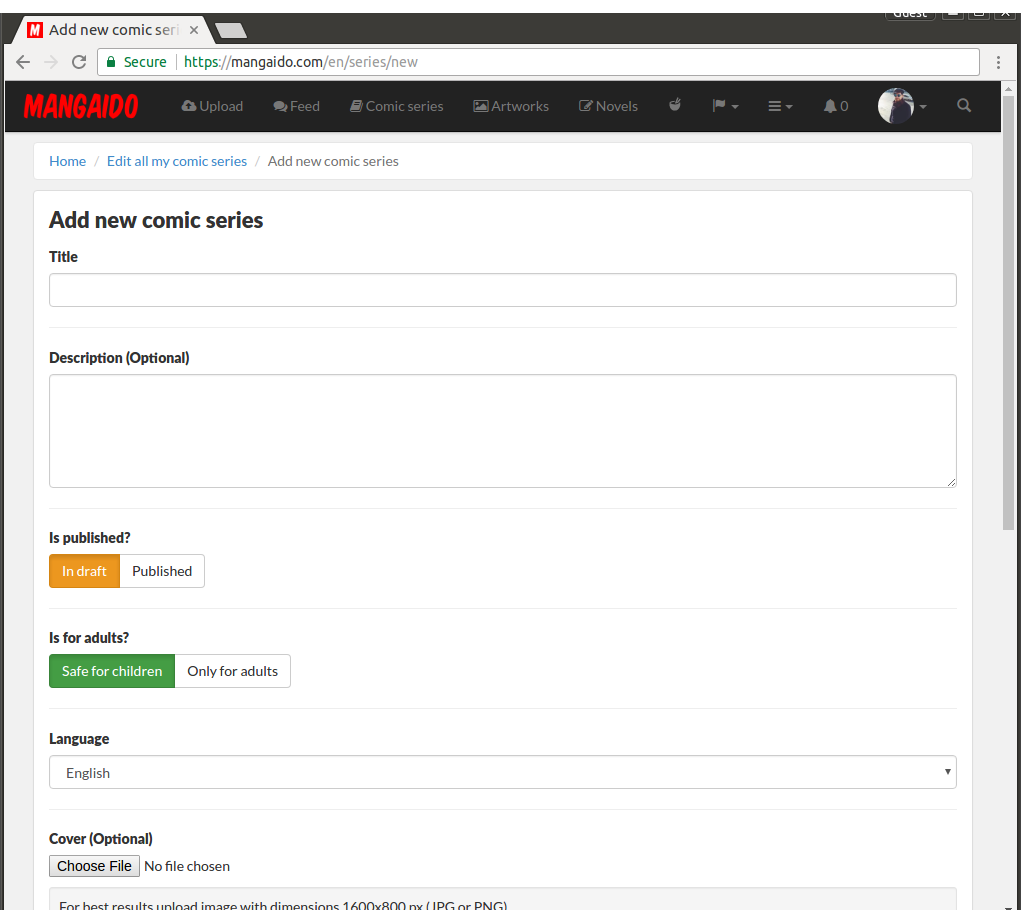 Guest
M Add new comic seri ×
Secure | https://mangaido.com/en/series/new
MANGAIDO Upload Feed Comic series Artworks Novels 0
Home / Edit all my comic series / Add new comic series
Add new comic series
Title
Description (Optional)
Is published?
In draft Published
Is for adults?
Safe for children Only for adults
Language
English
Cover (Optional)
Choose File No file chosen
For best results upload image with dimensions 1600x800 px (JPG or PNG)